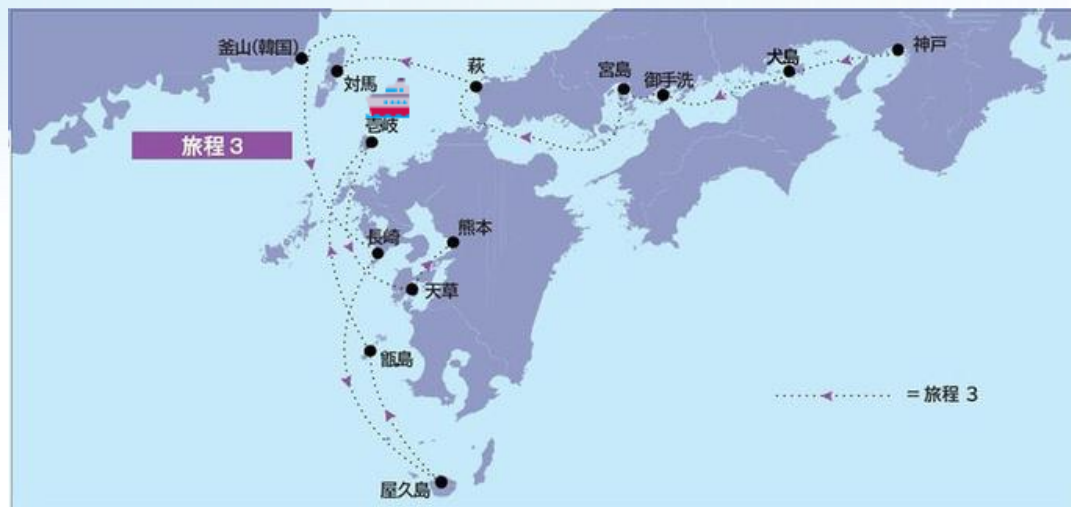 釜山(韓国)
対馬
萩
宮島
御手洗
犬島
神戸
壱岐
旅程3
長崎
熊本
天草
甑島
屋久島
= 旅程 3